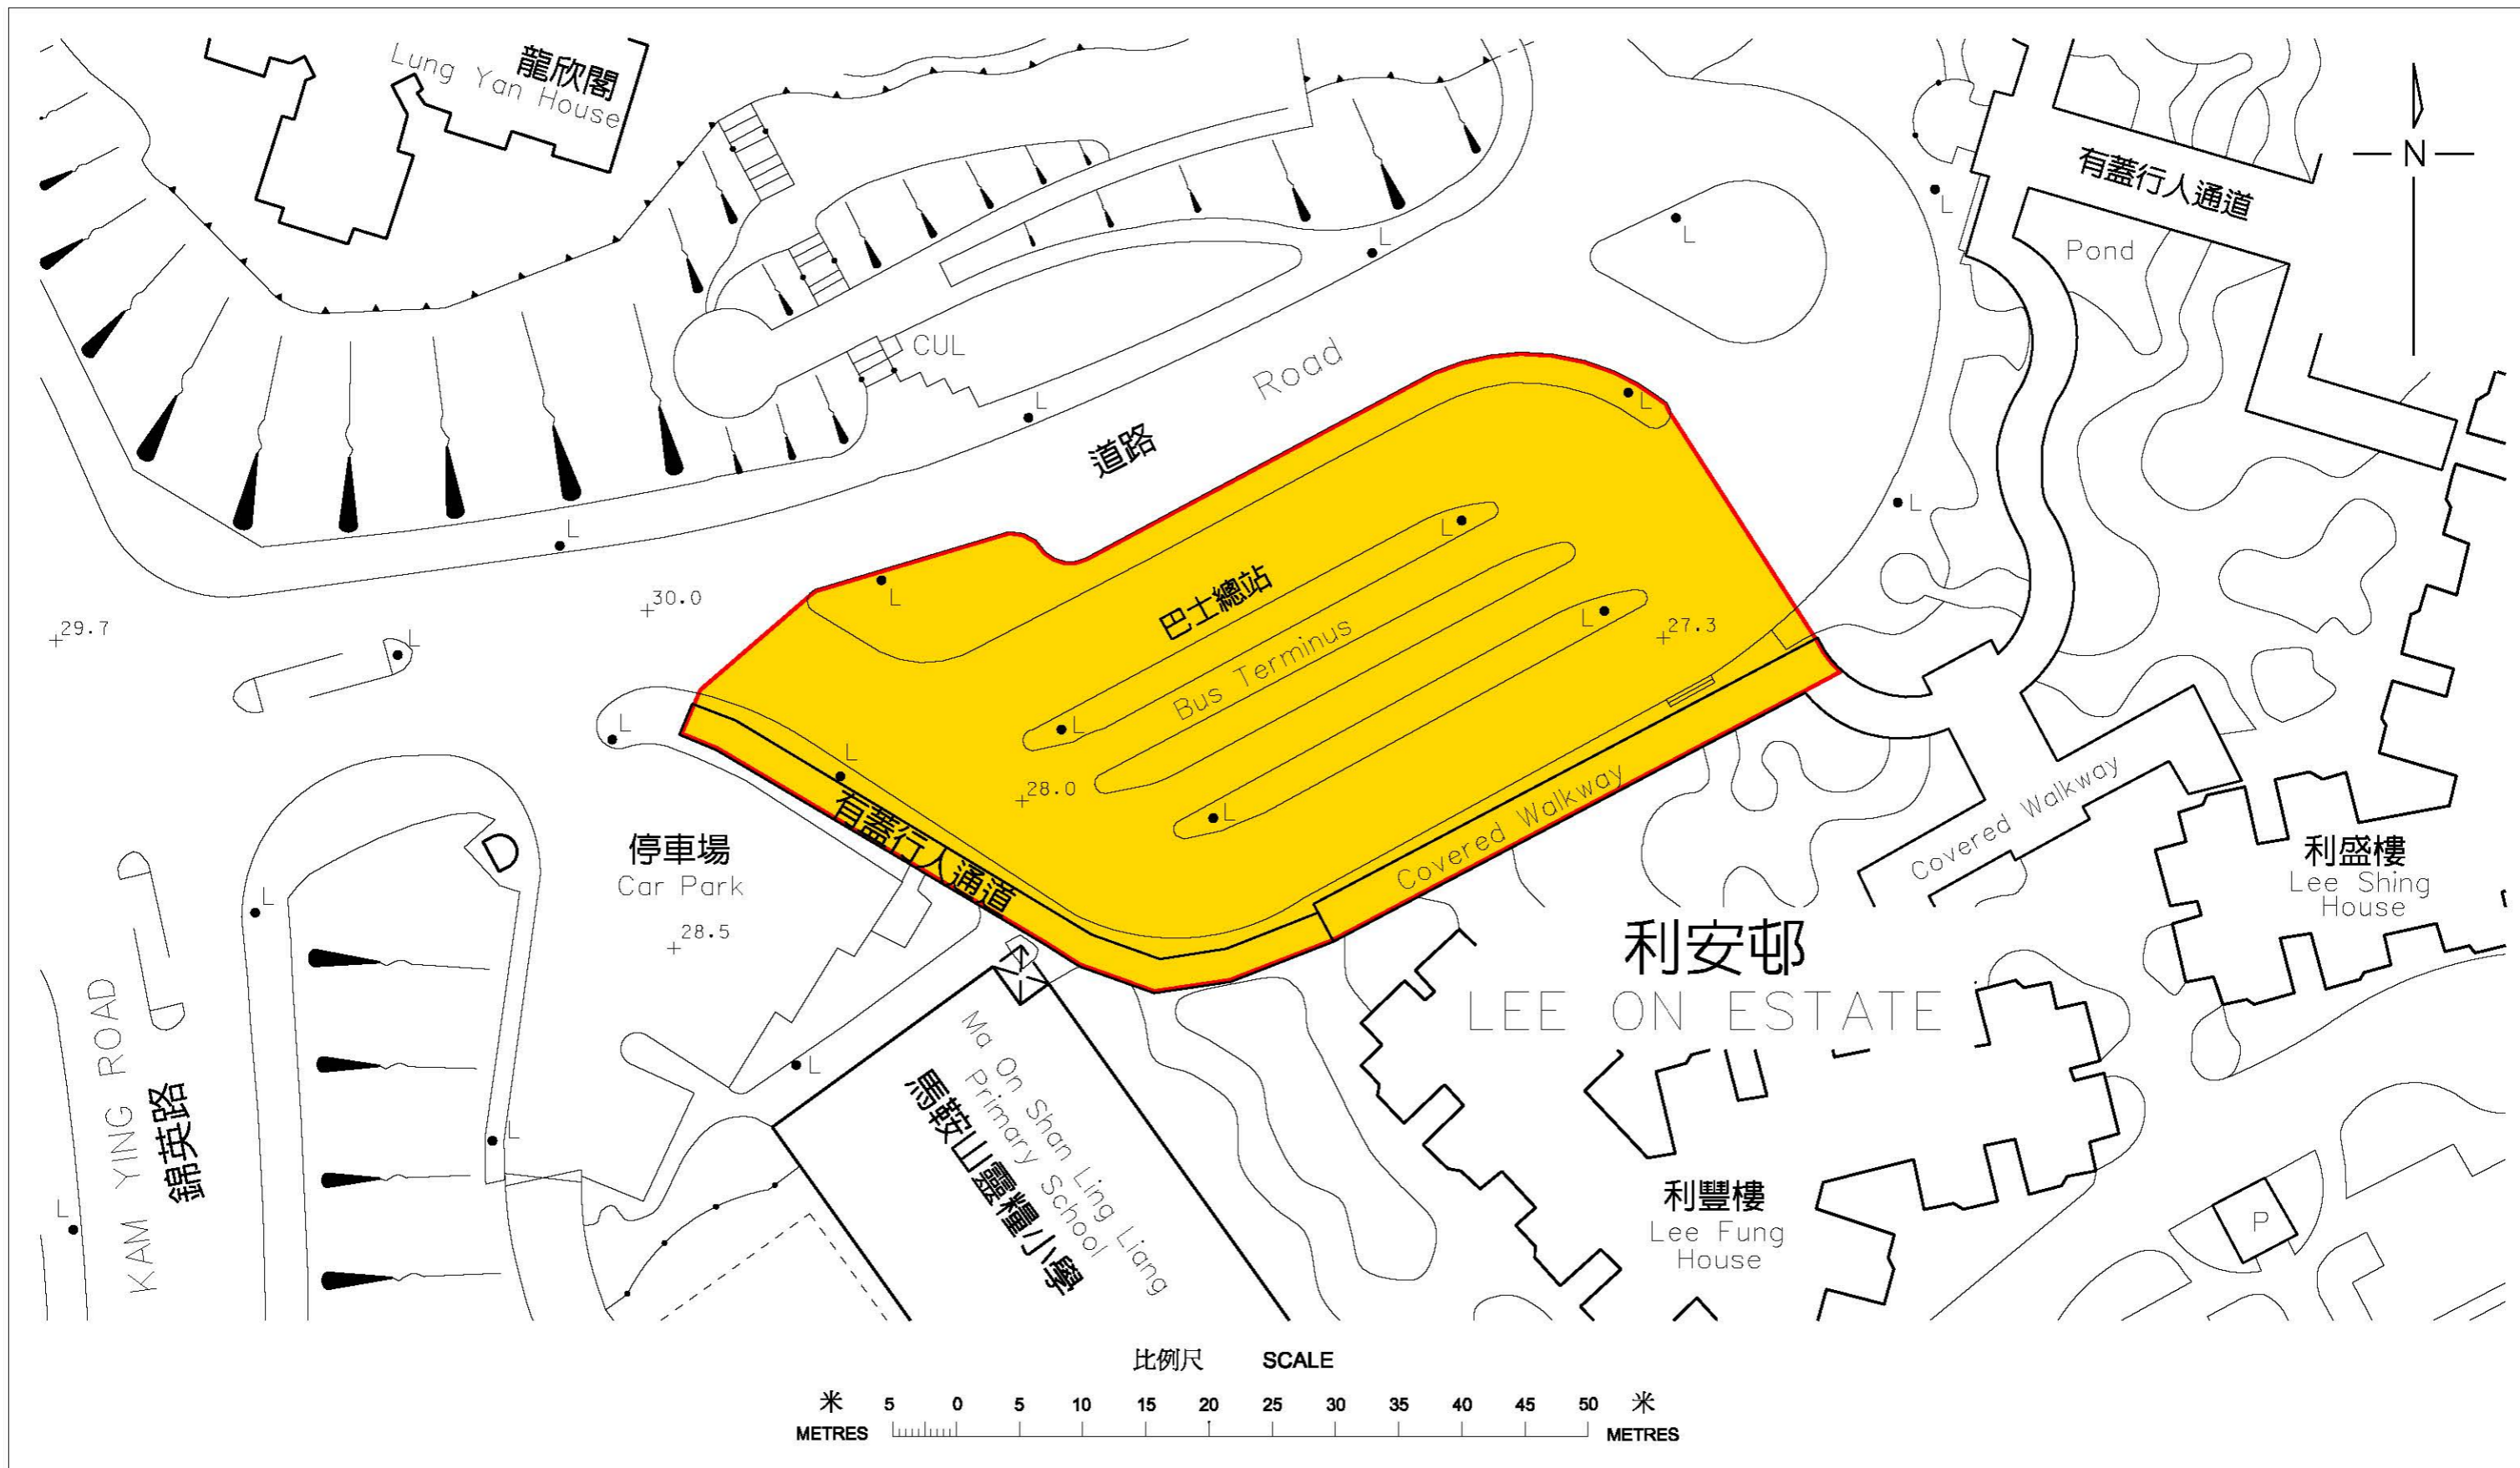 龍欣閣
Lung Yan House
有蓋行人通道
N
L
L
L
Pond
CUL
L
L
Road
道路
L
L
L
L
L
巴士總站
Bus Terminus
L
30.0
29.7
27.3
L
L
L
L
28.0
L
有蓋行人通道
Covered Walkway
Covered Walkway
停車場
Car Park
D
L
28.5
利盛樓
Lee Shing
House
利安邨
LEE ON ESTATE
KAM YING ROAD
錦英路
L
L
L
Ma On Shan Ling Liang
Primary School
馬鞍山靈糧小學
利豐樓
Lee Fung
House
P
比例尺 SCALE
米 5 0 5 10 15 20 25 30 35 40 45 50 米
METRES METRES